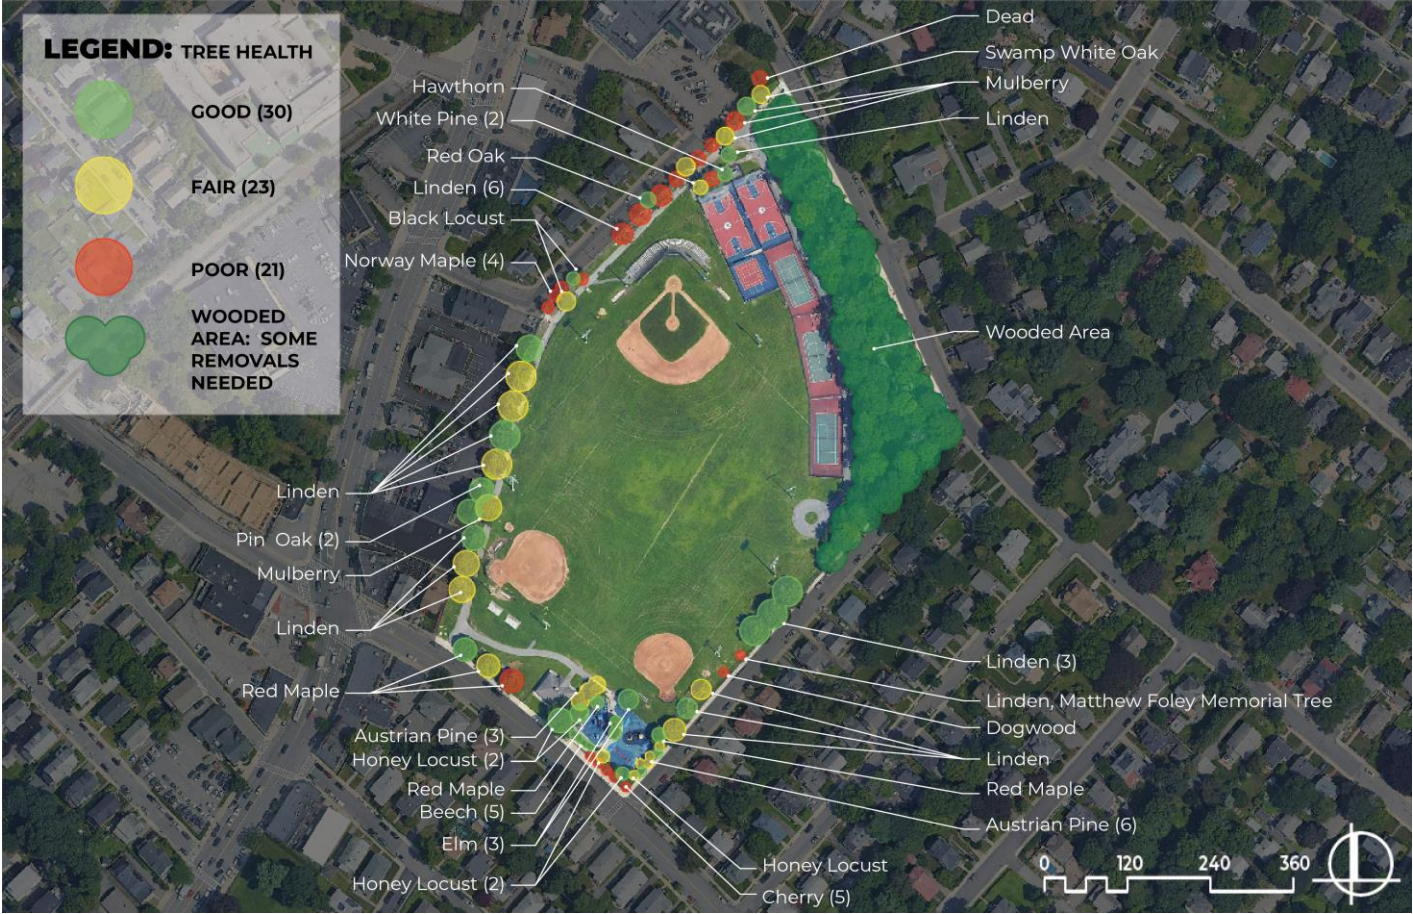 LEGEND: TREE HEALTH
GOOD (30)
FAIR (23)
POOR (21)
WOODED
AREA: SOME
REMOVALS
NEEDED
Hawthorn
White Pine (2)
Red Oak
Linden (6)
Black Locust
Norway Maple (4)
Linden
Pin Oak (2)
Mulberry
Linden
Red Maple
Austrian Pine (3)
Honey Locust (2)
Red Maple
Beech (5)
Elm (3)
Honey Locust (2)
Dead
Swamp White Oak
Mulberry
Linden
Wooded Area
Linden (3)
Linden, Matthew Foley Memorial Tree
Dogwood
Linden
Red Maple
Austrian Pine (6)
Honey Locust
Cherry (5)
0 120 240 360